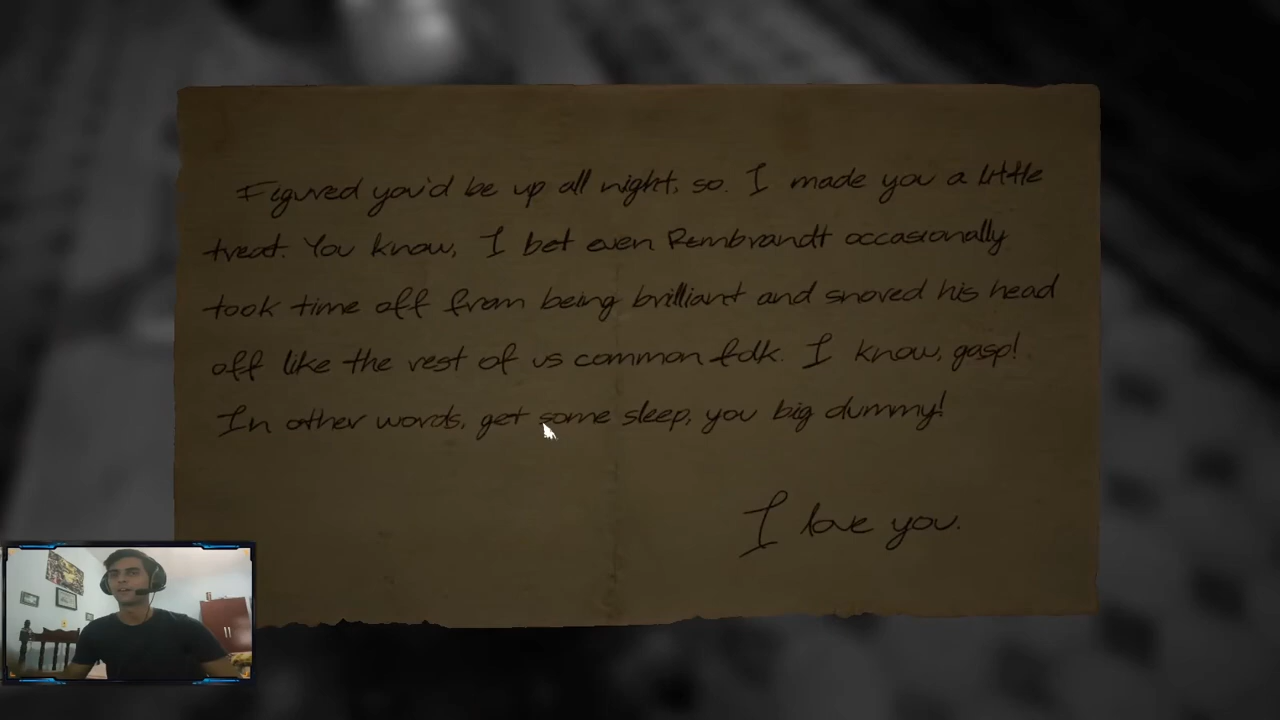 Figured you'd be up all night, so. I made you a little
treat. You know, I bet even Rembrandt occasionally
took time off from being brilliant and snored his head
off like the rest of us common folk. I know, gasp!
In other words, get some sleep, you big dummy!
I love you.